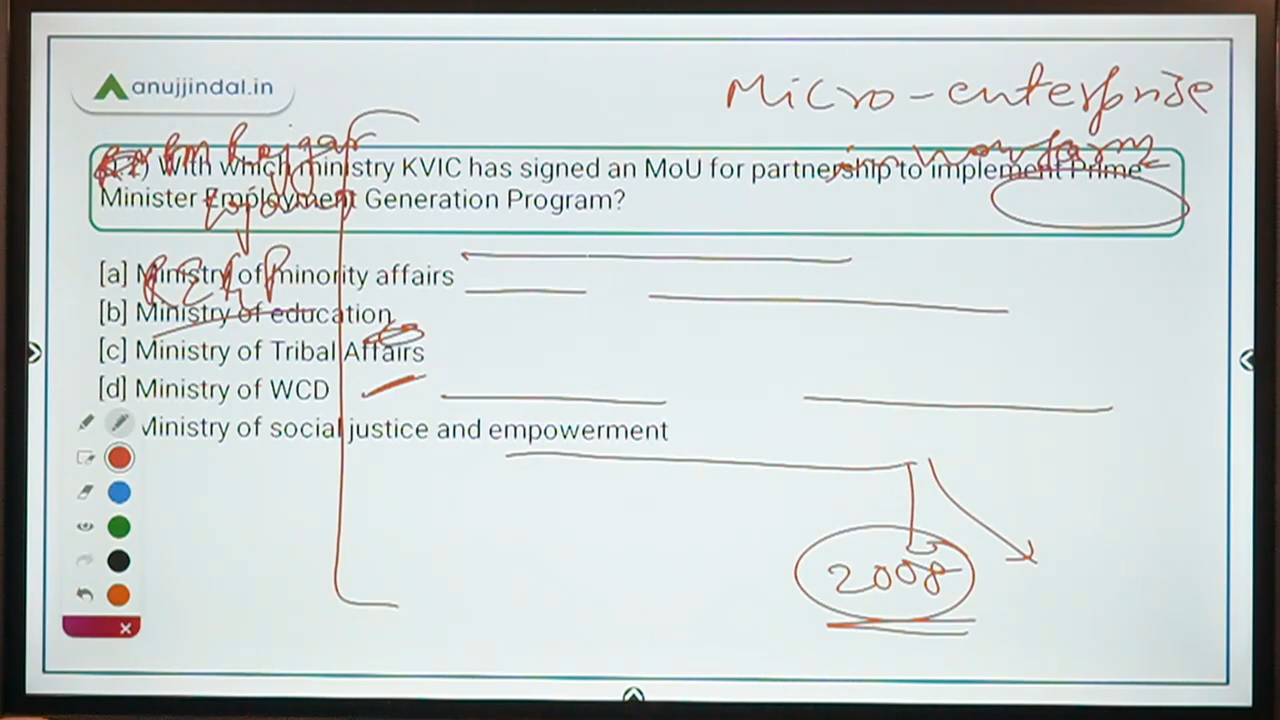 anujjindal.in
Micro-enterprise
With which ministry KVIC has signed an MoU for partnership to implement Prime
Minister Employment Generation Program?
[a] Ministry of minority affairs
[b] Ministry of education
[c] Ministry of Tribal Affairs
[d] Ministry of WCD
Ministry of social justice and empowerment
2008